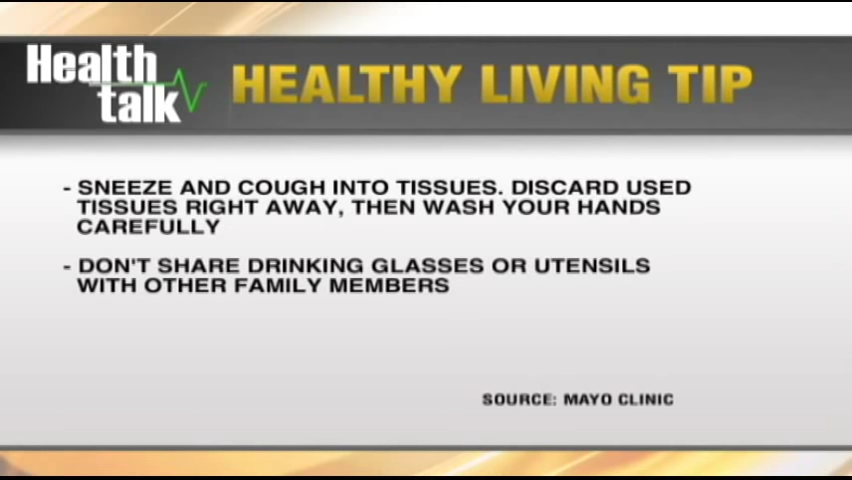 Health
talk
HEALTHY LIVING TIP
- SNEEZE AND COUGH INTO TISSUES. DISCARD USED
TISSUES RIGHT AWAY, THEN WASH YOUR HANDS
CAREFULLY
- DON'T SHARE DRINKING GLASSES OR UTENSILS
WITH OTHER FAMILY MEMBERS
SOURCE: MAYO CLINIC